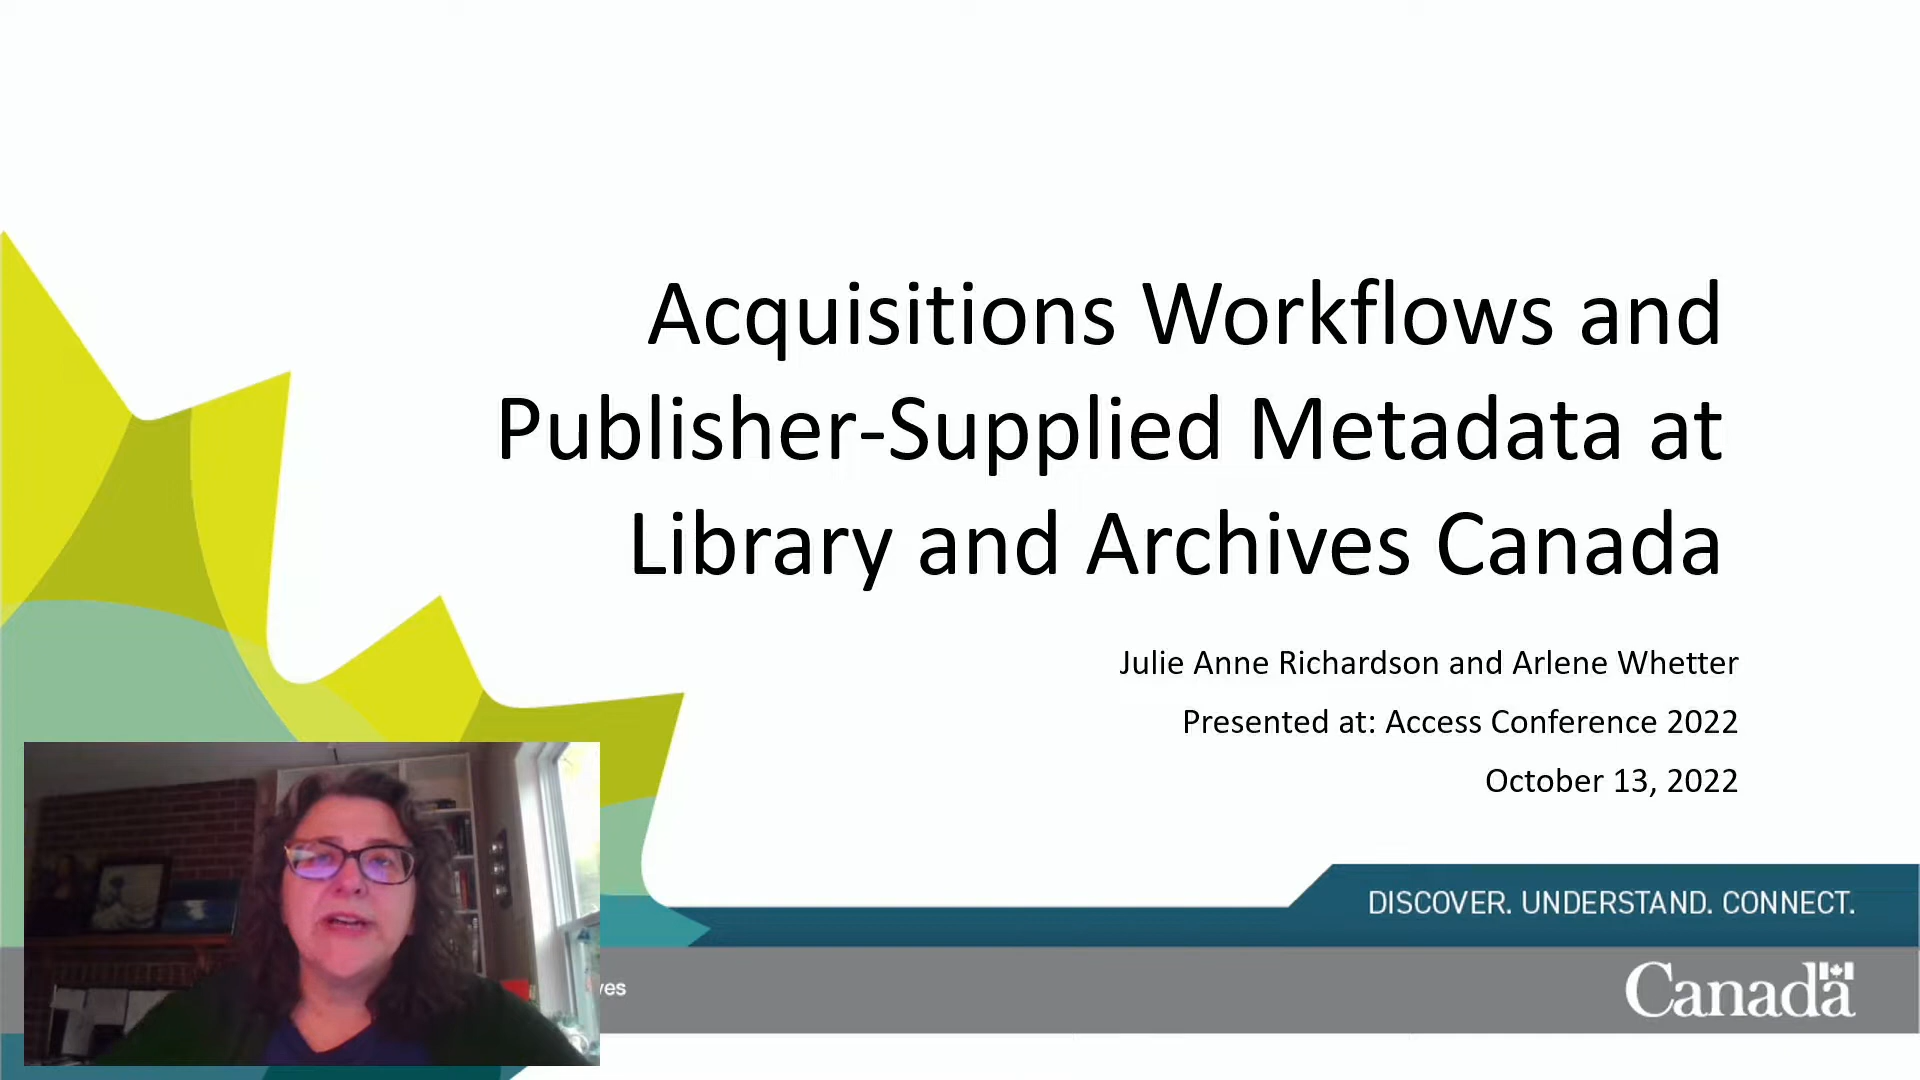 Acquisitions Workflows and
Publisher-Supplied Metadata at
Library and Archives Canada
Julie Anne Richardson and Arlene Whetter
Presented at: Access Conference 2022
October 13, 2022
DISCOVER. UNDERSTAND. CONNECT.
Canada